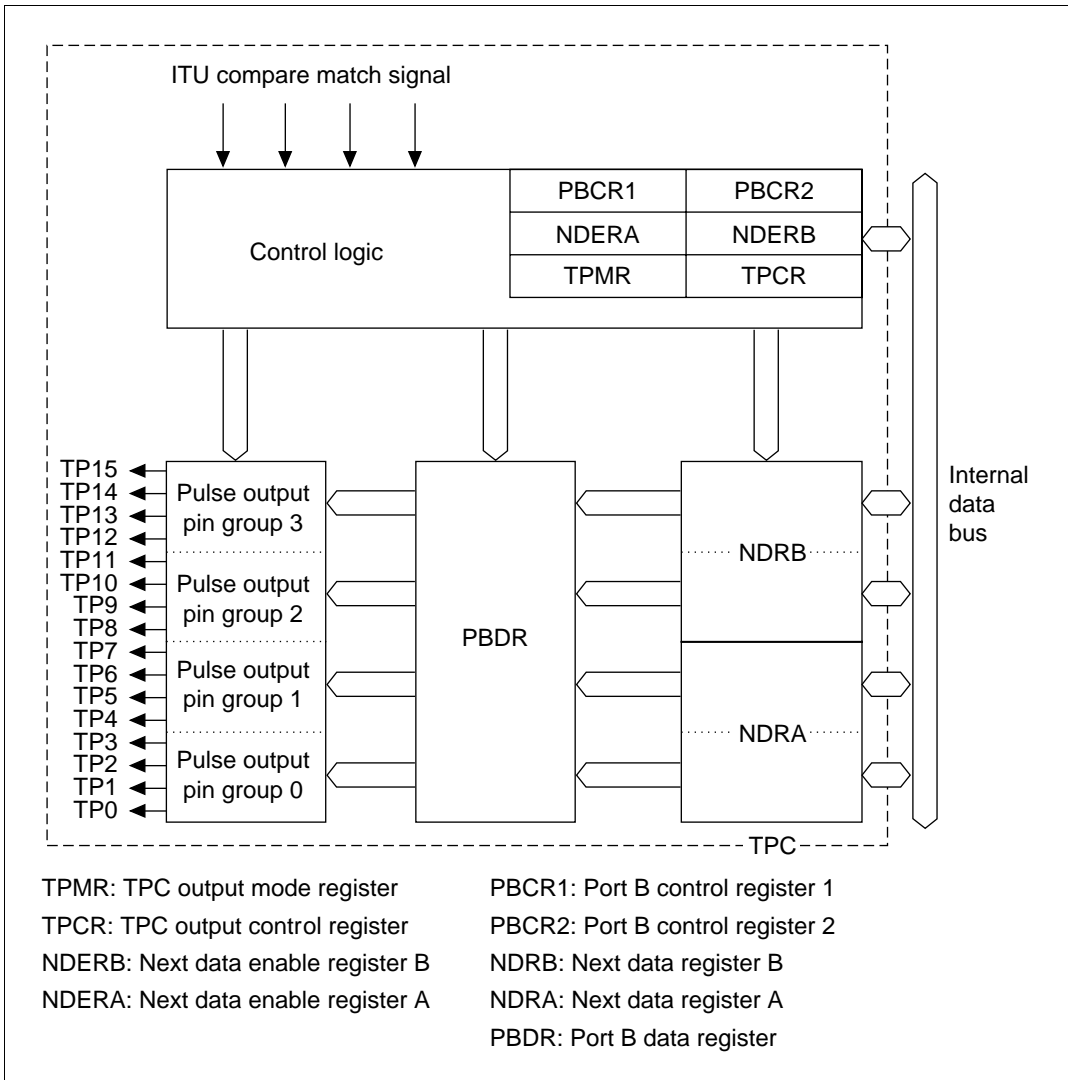 ITU compare match signal
PBCR1 PBCR2
Control logic
NDERA NDERB
TPMR TPCR
TP15
TP14
TP13
TP12
TP11
TP10
TP9
TP8
TP7
TP6
TP5
TP4
TP3
TP2
TP1
TP0
Pulse output
pin group 3
Pulse output
pin group 2
Pulse output
pin group 1
Pulse output
pin group 0
PBDR
NDRB
NDRA
Internal
data
bus
TPC
TPMR: TPC output mode register
TPCR: TPC output control register
NDERB: Next data enable register B
NDERA: Next data enable register A
PBCR1: Port B control register 1
PBCR2: Port B control register 2
NDRB: Next data register B
NDRA: Next data register A
PBDR: Port B data register